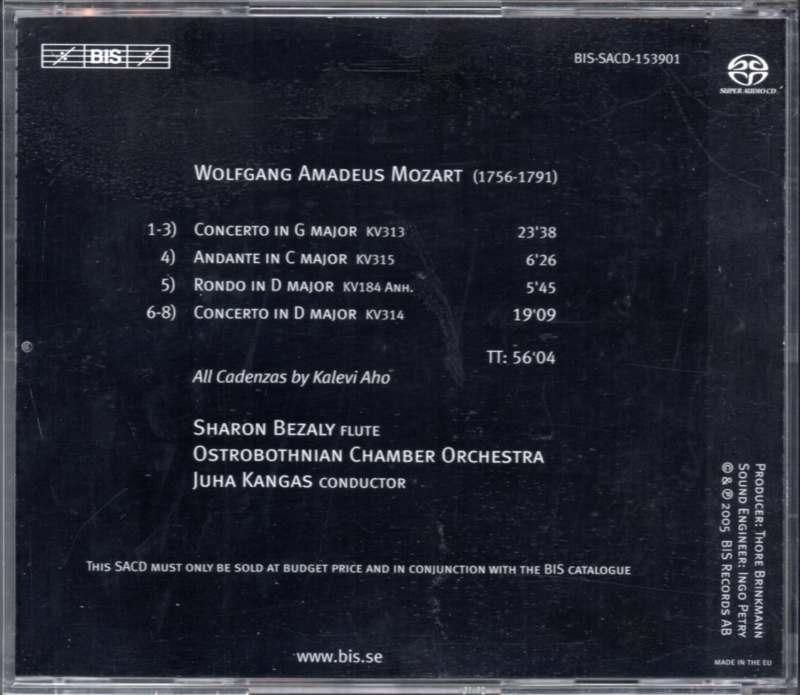 BIS
BIS-SACD-153901
SUPER AUDIO CD
WOLFGANG AMADEUS MOZART (1756-1791)
1-3) CONCERTO IN G MAJOR KV313 23'38
4) ANDANTE IN C MAJOR KV315 6'26
5) RONDO IN D MAJOR KV184 ANH. 5'45
6-8) CONCERTO IN D MAJOR KV314 19'09
TT: 56'04
All Cadenzas by Kalevi Aho
SHARON BEZALY FLUTE
OSTROBOTHNIAN CHAMBER ORCHESTRA
JUHA KANGAS CONDUCTOR
PRODUCER: THORE BRINKMANN
SOUND ENGINEER: INGO PETRY
© & ℗ 2005 BIS RECORDS AB
THIS SACD MUST ONLY BE SOLD AT BUDGET PRICE AND IN CONJUNCTION WITH THE BIS CATALOGUE
www.bis.se
MADE IN THE EU